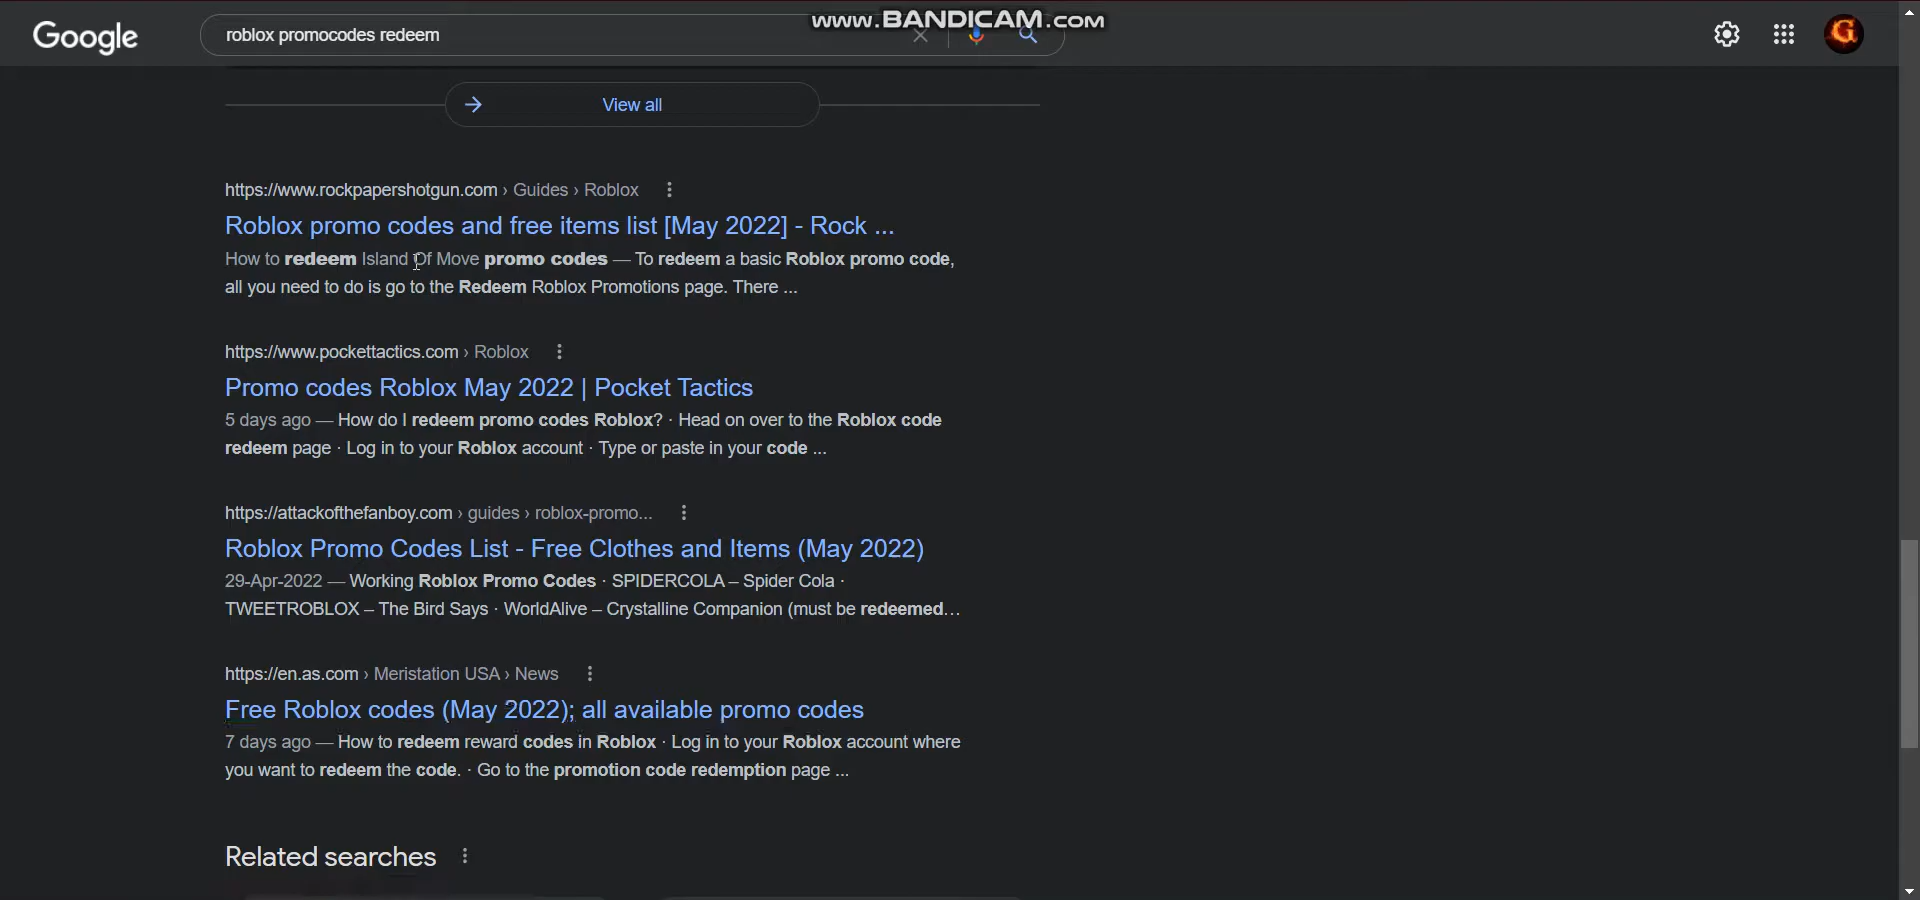 www.BANDICAM.com
Google
roblox promocodes redeem
G
View all
https://www.rockpapershotgun.com › Guides › Roblox
Roblox promo codes and free items list [May 2022] - Rock ...
How to redeem Island Of Move promo codes — To redeem a basic Roblox promo code,
all you need to do is go to the Redeem Roblox Promotions page. There ...
https://www.pockettactics.com › Roblox
Promo codes Roblox May 2022 | Pocket Tactics
5 days ago — How do I redeem promo codes Roblox? · Head on over to the Roblox code
redeem page · Log in to your Roblox account · Type or paste in your code ...
https://attackofthefanboy.com › guides › roblox-promo...
Roblox Promo Codes List - Free Clothes and Items (May 2022)
29-Apr-2022 — Working Roblox Promo Codes · SPIDERCOLA – Spider Cola ·
TWEETROBLOX – The Bird Says · WorldAlive – Crystalline Companion (must be redeemed...
https://en.as.com › Meristation USA › News
Free Roblox codes (May 2022); all available promo codes
7 days ago — How to redeem reward codes in Roblox · Log in to your Roblox account where
you want to redeem the code. · Go to the promotion code redemption page ...
Related searches